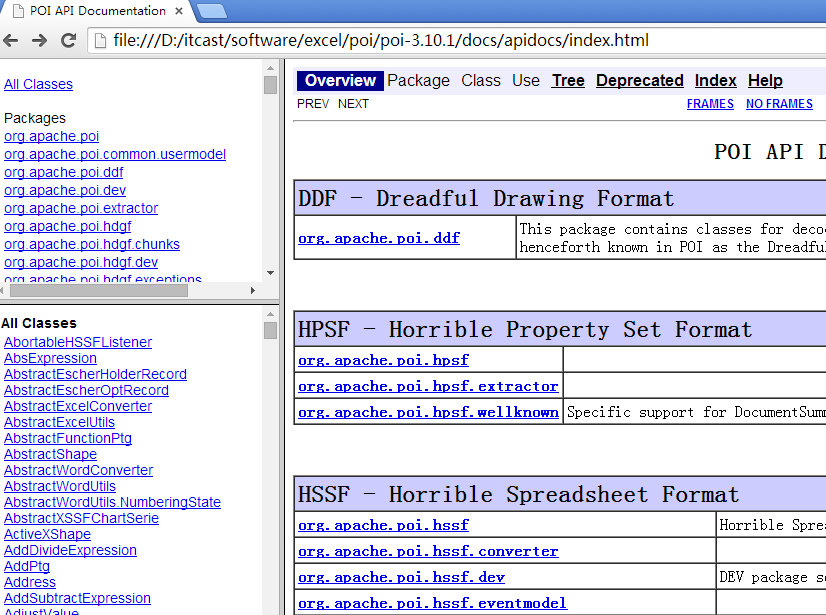 POI API Documentation
file:///D:/itcast/software/excel/poi/poi-3.10.1/docs/apidocs/index.html
All Classes
Packages
org.apache.poi
org.apache.poi.common.usermodel
org.apache.poi.ddf
org.apache.poi.dev
org.apache.poi.extractor
org.apache.poi.hdgf
org.apache.poi.hdgf.chunks
org.apache.poi.hdgf.dev
org.apache.poi.hdgf.exceptions
All Classes
AbortableHSSFListener
AbsExpression
AbstractEscherHolderRecord
AbstractEscherOptRecord
AbstractExcelConverter
AbstractExcelUtils
AbstractFunctionPtg
AbstractShape
AbstractWordConverter
AbstractWordUtils
AbstractWordUtils.NumberingState
AbstractXSSFChartSerie
ActiveXShape
AddDivideExpression
AddPtg
Address
AddSubtractExpression
AdjustValue
Overview Package Class Use Tree Deprecated Index Help
PREV NEXT FRAMES NO FRAMES
POI API D
DDF - Dreadful Drawing Format
org.apache.poi.ddf This package contains classes for deco
henceforth known in POI as the Dreadful
HPSF - Horrible Property Set Format
org.apache.poi.hpsf
org.apache.poi.hpsf.extractor
org.apache.poi.hpsf.wellknown Specific support for DocumentSumm
HSSF - Horrible Spreadsheet Format
org.apache.poi.hssf Horrible Sprea
org.apache.poi.hssf.converter
org.apache.poi.hssf.dev DEV package s
org.apache.poi.hssf.eventmodel